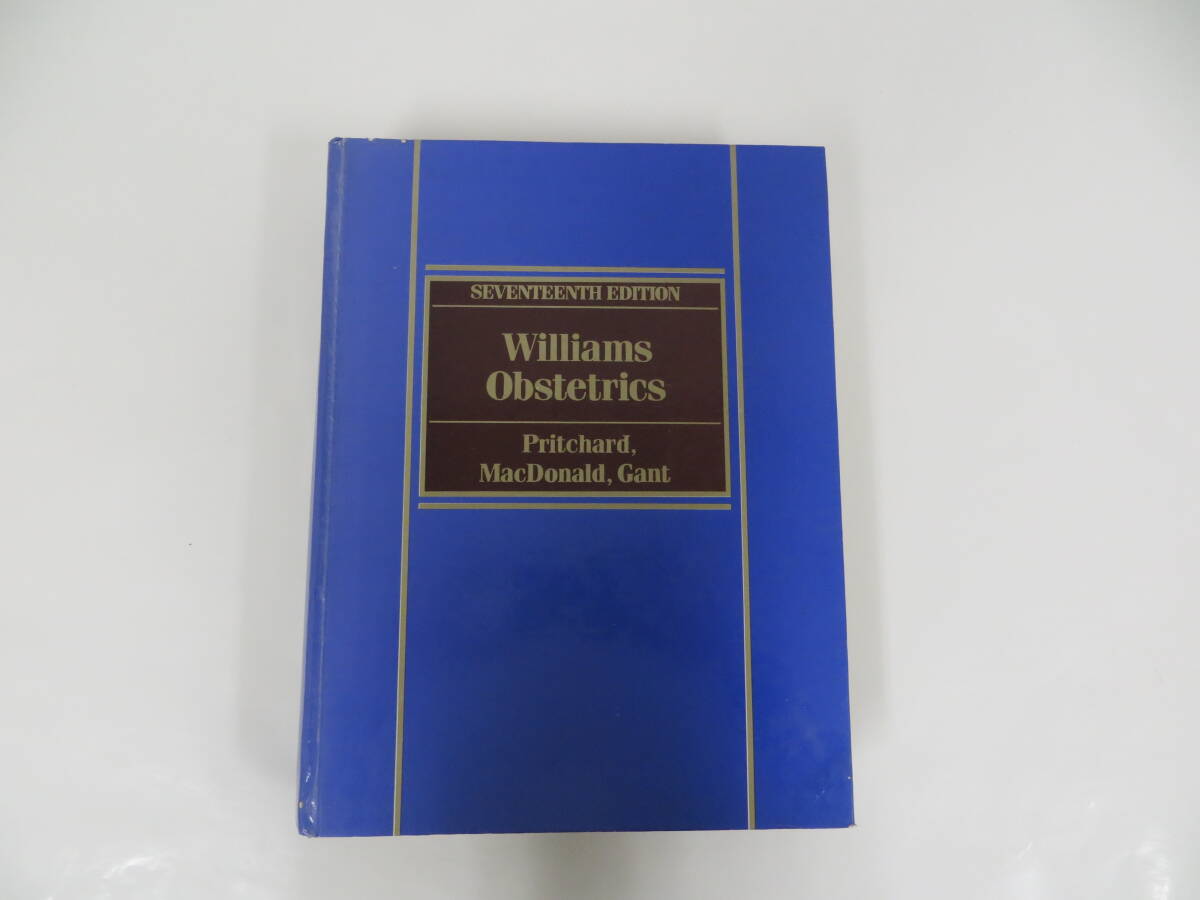 SEVENTEENTH EDITION
Williams
Obstetrics
Pritchard,
MacDonald, Gant